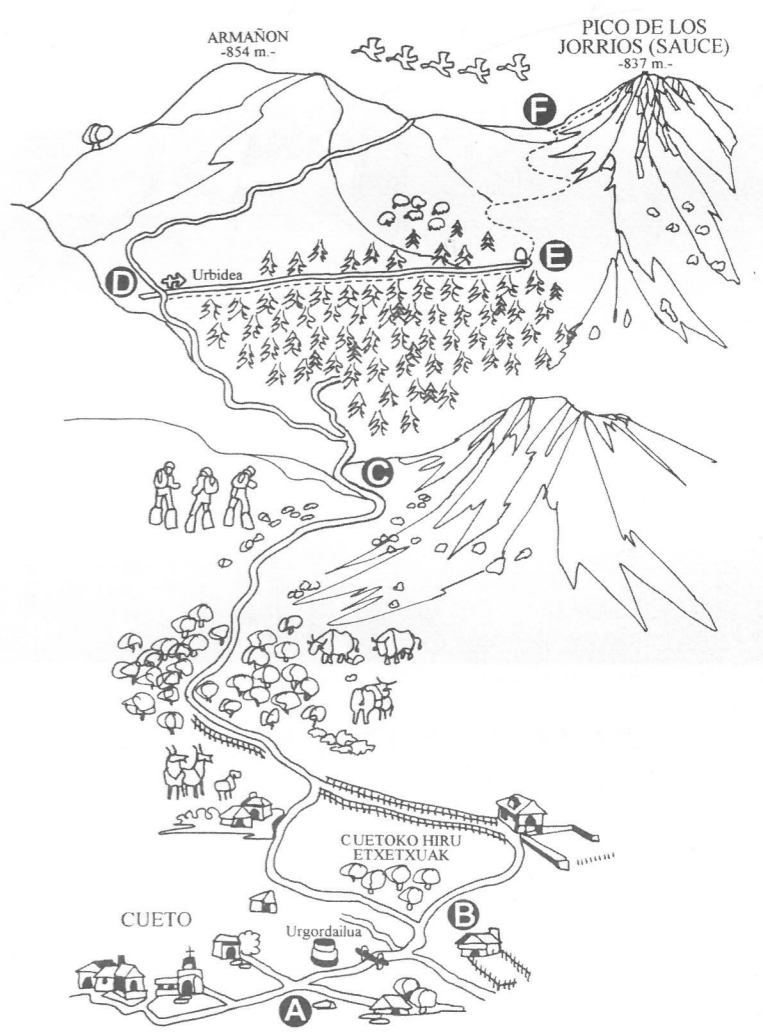 ARMAÑON
-854 m.-
PICO DE LOS
JORRIOS (SAUCE)
-837 m.-
F
D
Urbidea
E
C
CUETOKO HIRU
ETXETXUAK
CUETO
Urgordailua
B
A